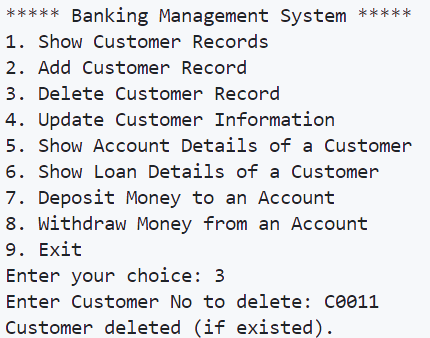 ***** Banking Management System *****
1. Show Customer Records
2. Add Customer Record
3. Delete Customer Record
4. Update Customer Information
5. Show Account Details of a Customer
6. Show Loan Details of a Customer
7. Deposit Money to an Account
8. Withdraw Money from an Account
9. Exit
Enter your choice: 3
Enter Customer No to delete: C0011
Customer deleted (if existed).